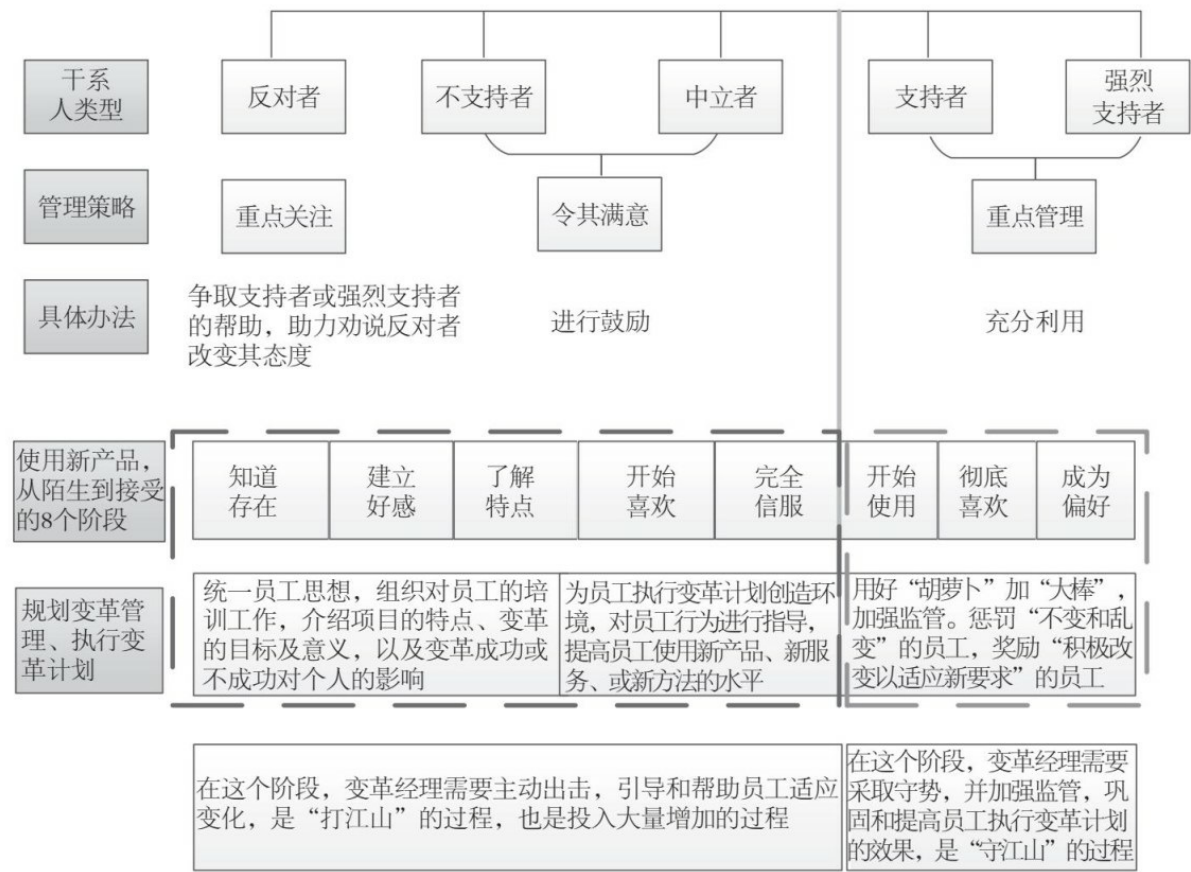 干系
人类型
反对者
不支持者
中立者
支持者
强烈
支持者
管理策略
重点关注
令其满意
重点管理
具体办法
争取支持者或强烈支持者
的帮助，助力劝说反对者
改变其态度
进行鼓励
充分利用
使用新产品，
从陌生到接受
的8个阶段
知道
存在
建立
好感
了解
特点
开始
喜欢
完全
信服
开始
使用
彻底
喜欢
成为
偏好
规划变革管
理、执行变
革计划
统一员工思想，组织对员工的培
训工作，介绍项目的特点、变革
的目标及意义，以及变革成功或
不成功对个人的影响
为员工执行变革计划创造环
境，对员工行为进行指导，
提高员工使用新产品、新服
务、或新方法的水平
用好“胡萝卜”加“大棒”，
加强监管。惩罚“不变和乱
变”的员工，奖励“积极改
变以适应新要求”的员工
在这个阶段，变革经理需要主动出击，引导和帮助员工适应
变化，是“打江山”的过程，也是投入大量增加的过程
在这个阶段，变革经理需要
采取守势，并加强监管，巩
固和提高员工执行变革计划
的效果，是“守江山”的过程